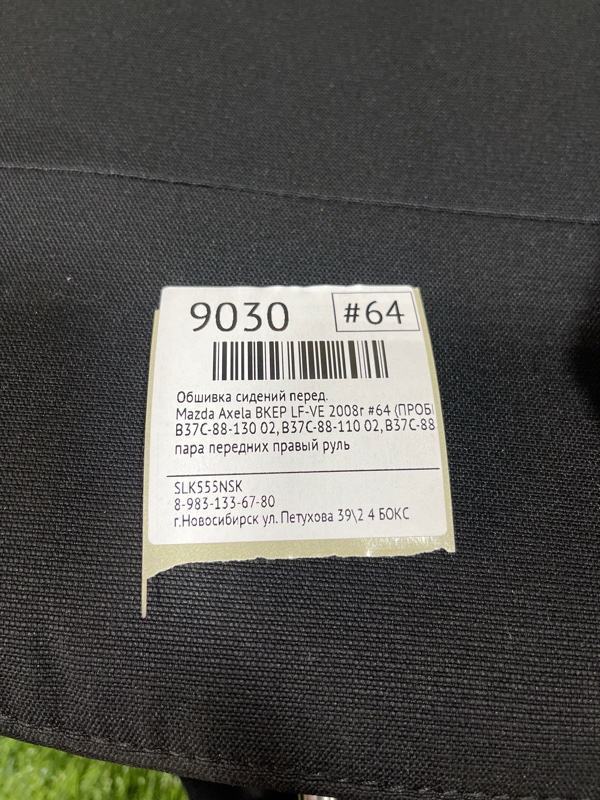 9030
#64
Обшивка сидений перед.
Mazda Axela BKEP LF-VE 2008г #64 (ПРОБ
B37C-88-130 02, B37C-88-110 02, B37C-88
пара передних правый руль
SLK555NSK
8-983-133-67-80
г.Новосибирск ул. Петухова 39\2 4 БОКС